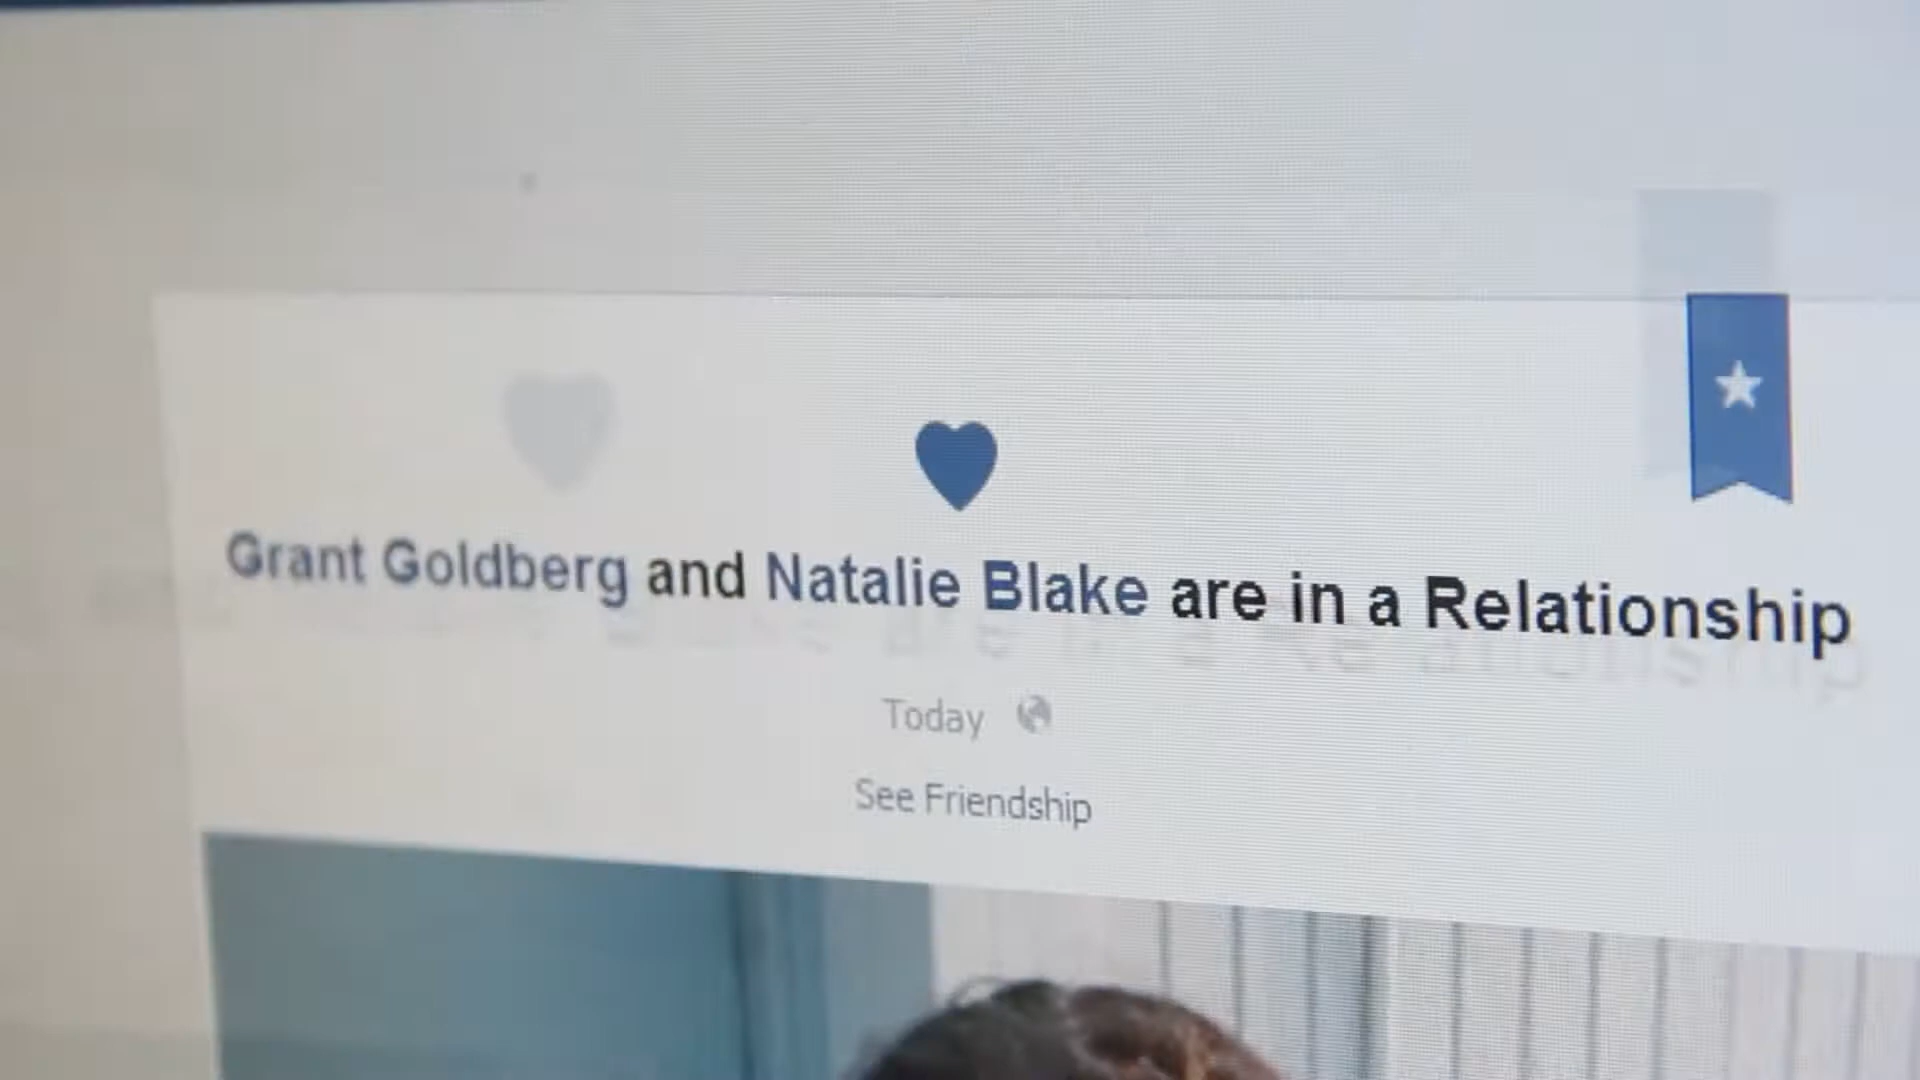 Grant Goldberg and Natalie Blake are in a Relationship
Today
See Friendship